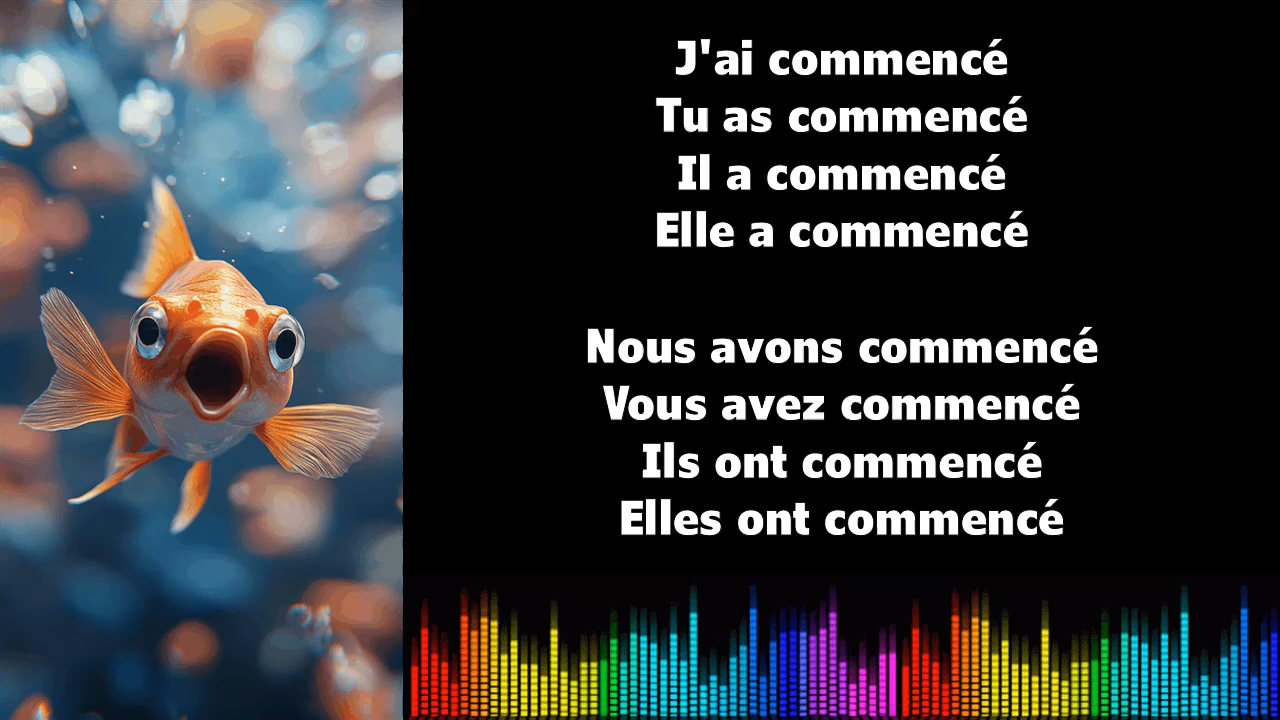 J'ai commencé
Tu as commencé
Il a commencé
Elle a commencé
Nous avons commencé
Vous avez commencé
Ils ont commencé
Elles ont commencé